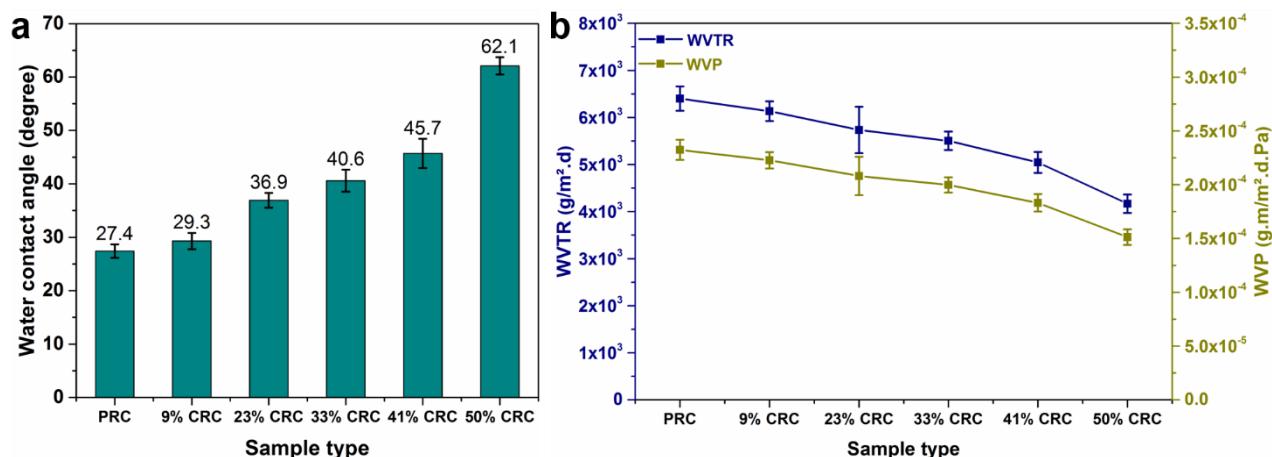 a
70
60
50
40
30
20
10
0
Water contact angle (degree)
27.4
29.3
36.9
40.6
45.7
62.1
PRC 9% CRC 23% CRC 33% CRC 41% CRC 50% CRC
Sample type
b
8x10³
7x10³
6x10³
5x10³
4x10³
3x10³
2x10³
1x10³
0
WVTR (g/m².d)
WVTR
WVP
3.5x10⁻⁴
3.0x10⁻⁴
2.5x10⁻⁴
2.0x10⁻⁴
1.5x10⁻⁴
1.0x10⁻⁴
5.0x10⁻⁵
0
WVP (g.m/m².d.Pa)
PRC 9% CRC 23% CRC 33% CRC 41% CRC 50% CRC
Sample type